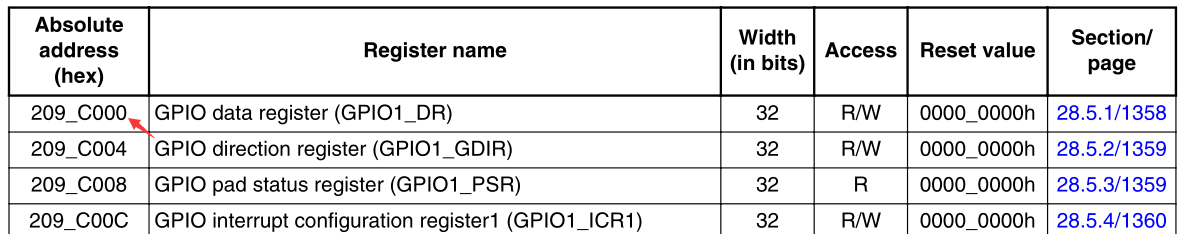 Absolute address (hex) Register name Width (in bits) Access Reset value Section/ page
209_C000 GPIO data register (GPIO1_DR) 32 R/W 0000_0000h 28.5.1/1358
209_C004 GPIO direction register (GPIO1_GDIR) 32 R/W 0000_0000h 28.5.2/1359
209_C008 GPIO pad status register (GPIO1_PSR) 32 R 0000_0000h 28.5.3/1359
209_C00C GPIO interrupt configuration register1 (GPIO1_ICR1) 32 R/W 0000_0000h 28.5.4/1360